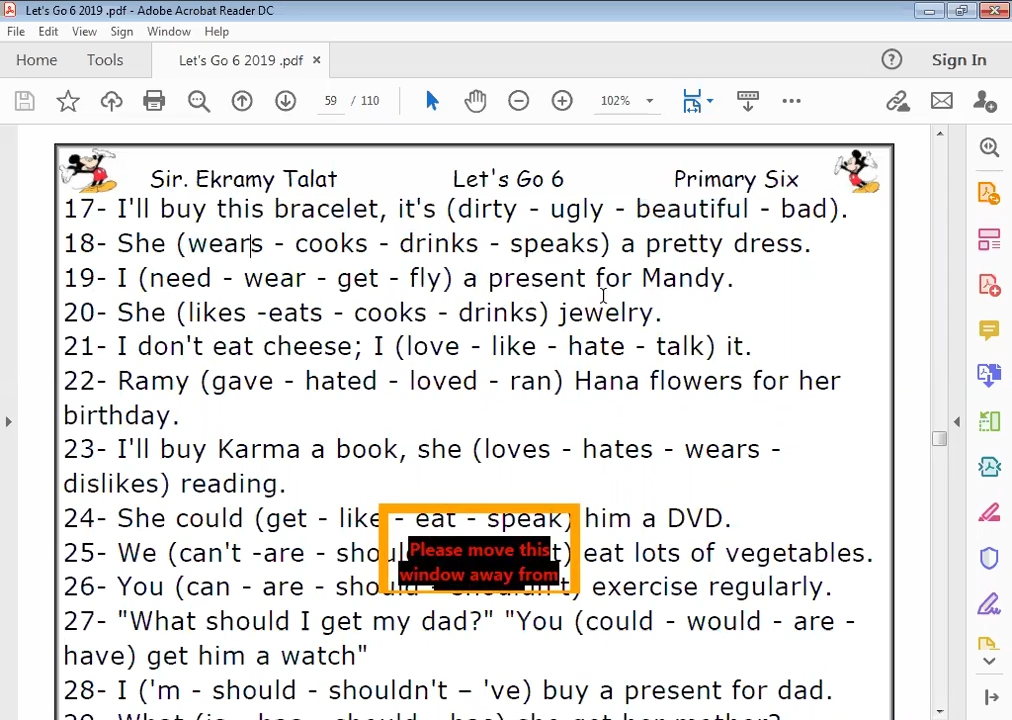 Let's Go 6 2019 .pdf - Adobe Acrobat Reader DC
File Edit View Sign Window Help
Home Tools Let's Go 6 2019 .pdf × Sign In
59 / 110 102%
Sir. Ekramy Talat Let's Go 6 Primary Six
17- I'll buy this bracelet, it's (dirty - ugly - beautiful - bad).
18- She (wears - cooks - drinks - speaks) a pretty dress.
19- I (need - wear - get - fly) a present for Mandy.
20- She (likes -eats - cooks - drinks) jewelry.
21- I don't eat cheese; I (love - like - hate - talk) it.
22- Ramy (gave - hated - loved - ran) Hana flowers for her
birthday.
23- I'll buy Karma a book, she (loves - hates - wears -
dislikes) reading.
24- She could (get - like - eat - speak) him a DVD.
25- We (can't -are - t) eat lots of vegetables.
Please move this
window away from
26- You (can - are - should - shouldn't) exercise regularly.
27- "What should I get my dad?" "You (could - would - are -
have) get him a watch"
28- I ('m - should - shouldn't – 've) buy a present for dad.